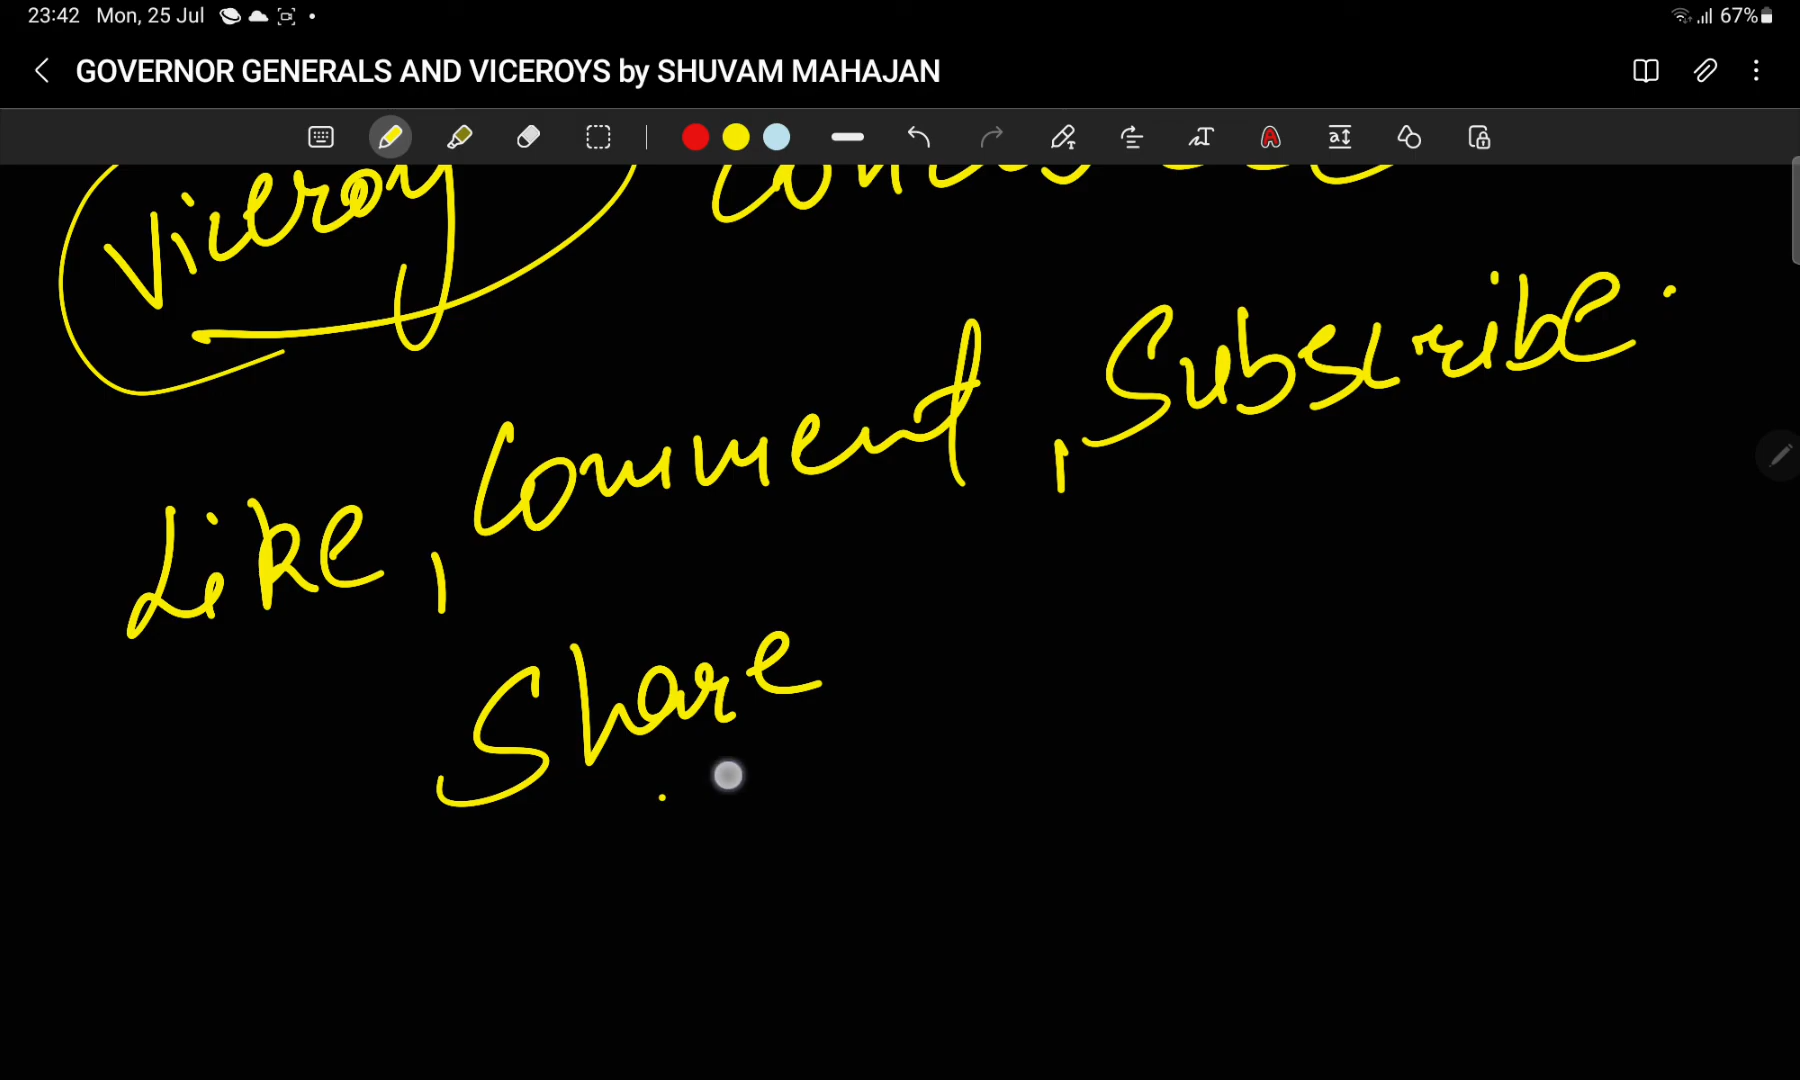 23:42 Mon, 25 Jul 67%
GOVERNOR GENERALS AND VICEROYS by SHUVAM MAHAJAN
Viceroy
Like, Comment, Subscribe.
Share